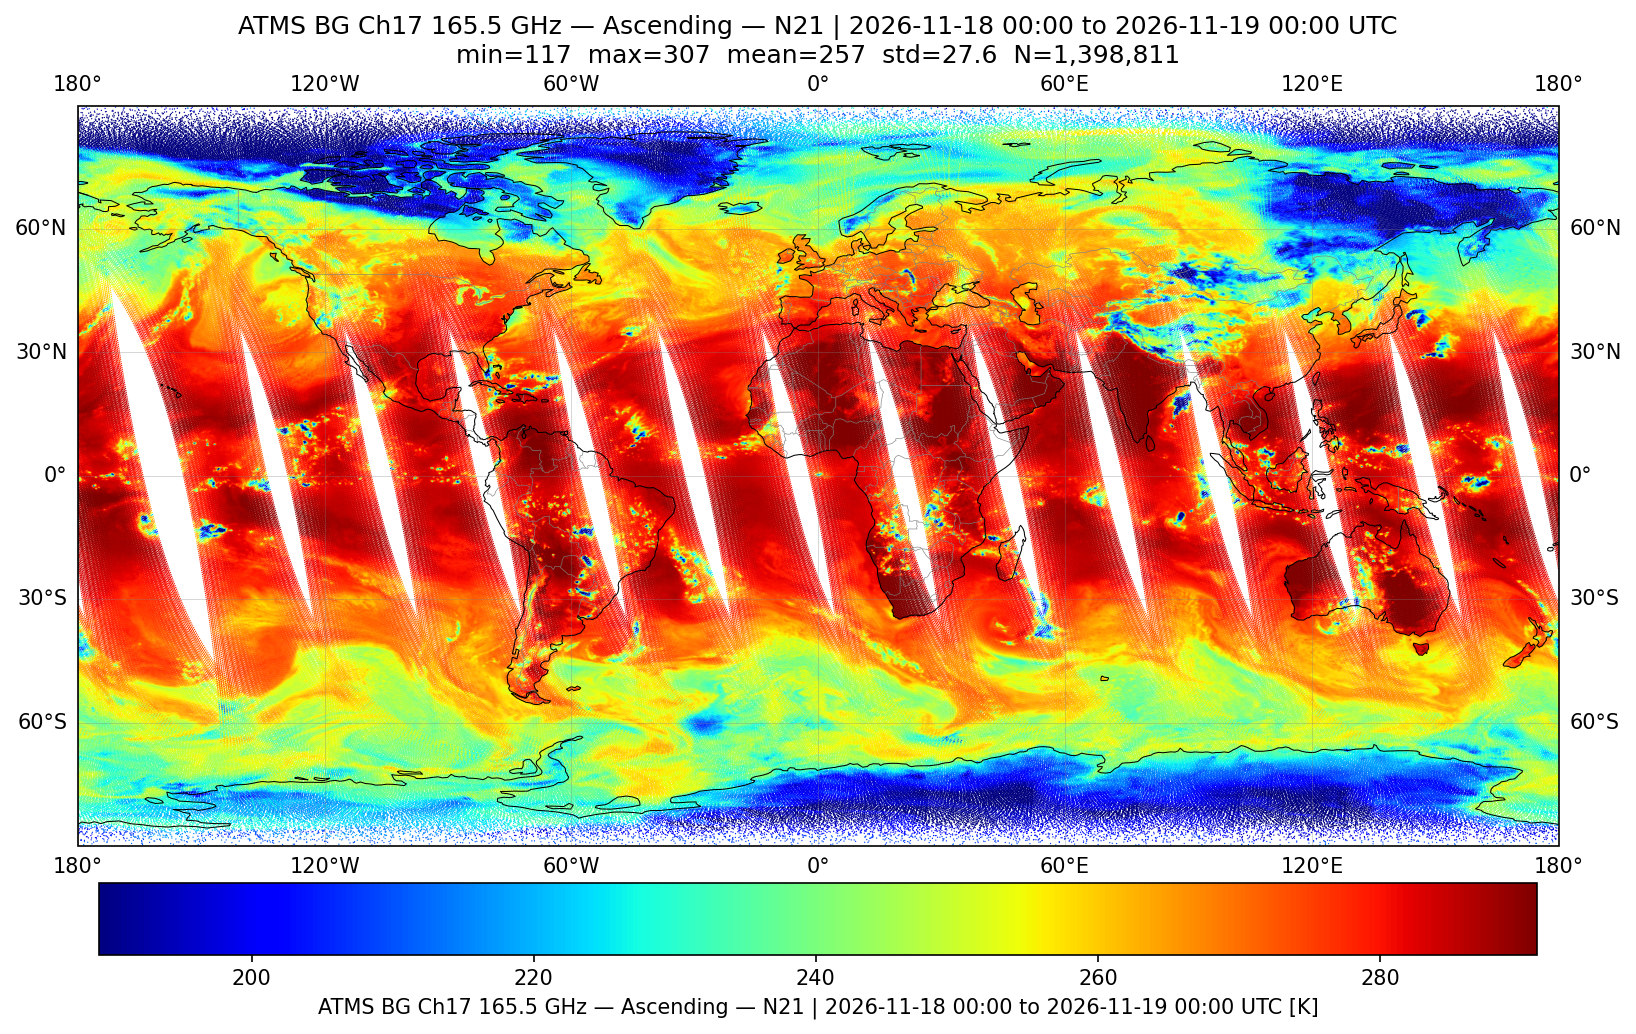 ATMS BG Ch17 165.5 GHz — Ascending — N21 | 2026-11-18 00:00 to 2026-11-19 00:00 UTC
min=117 max=307 mean=257 std=27.6 N=1,398,811
180° 120°W 60°W 0° 60°E 120°E 180°
60°N 60°N
30°N 30°N
0° 0°
30°S 30°S
60°S 60°S
180° 120°W 60°W 0° 60°E 120°E 180°
200 220 240 260 280
ATMS BG Ch17 165.5 GHz — Ascending — N21 | 2026-11-18 00:00 to 2026-11-19 00:00 UTC [K]